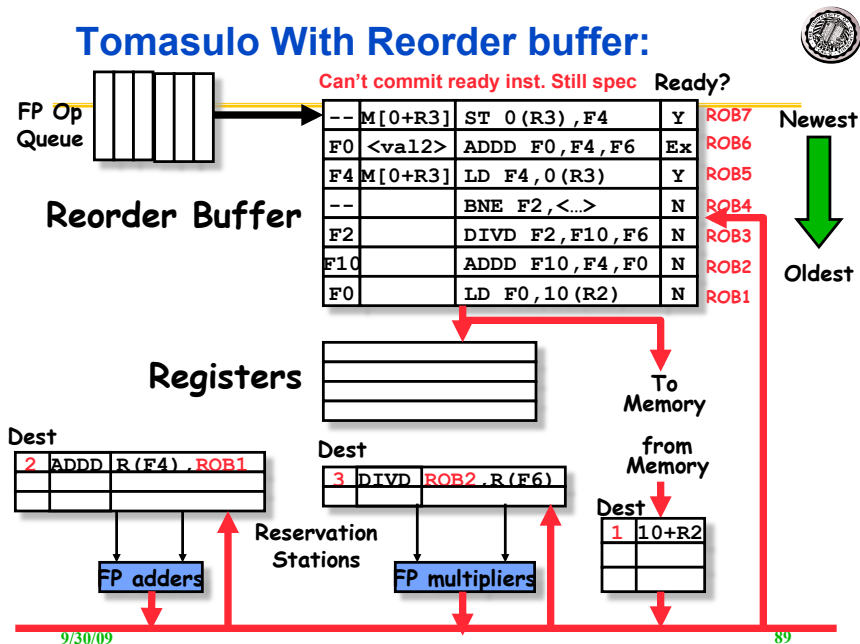 Tomasulo With Reorder buffer:
Can't commit ready inst. Still spec
Ready?
FP Op
Queue
-- M[0+R3] ST 0(R3),F4 Y ROB7
F0 <val2> ADDD F0,F4,F6 Ex ROB6
F4 M[0+R3] LD F4,0(R3) Y ROB5
-- BNE F2,<…> N ROB4
F2 DIVD F2,F10,F6 N ROB3
F10 ADDD F10,F4,F0 N ROB2
F0 LD F0,10(R2) N ROB1
Newest
Oldest
Reorder Buffer
Registers
To
Memory
from
Memory
Dest
2 ADDD R(F4),ROB1
Dest
3 DIVD ROB2,R(F6)
Dest
1 10+R2
Reservation
Stations
FP adders
FP multipliers
9/30/09
89